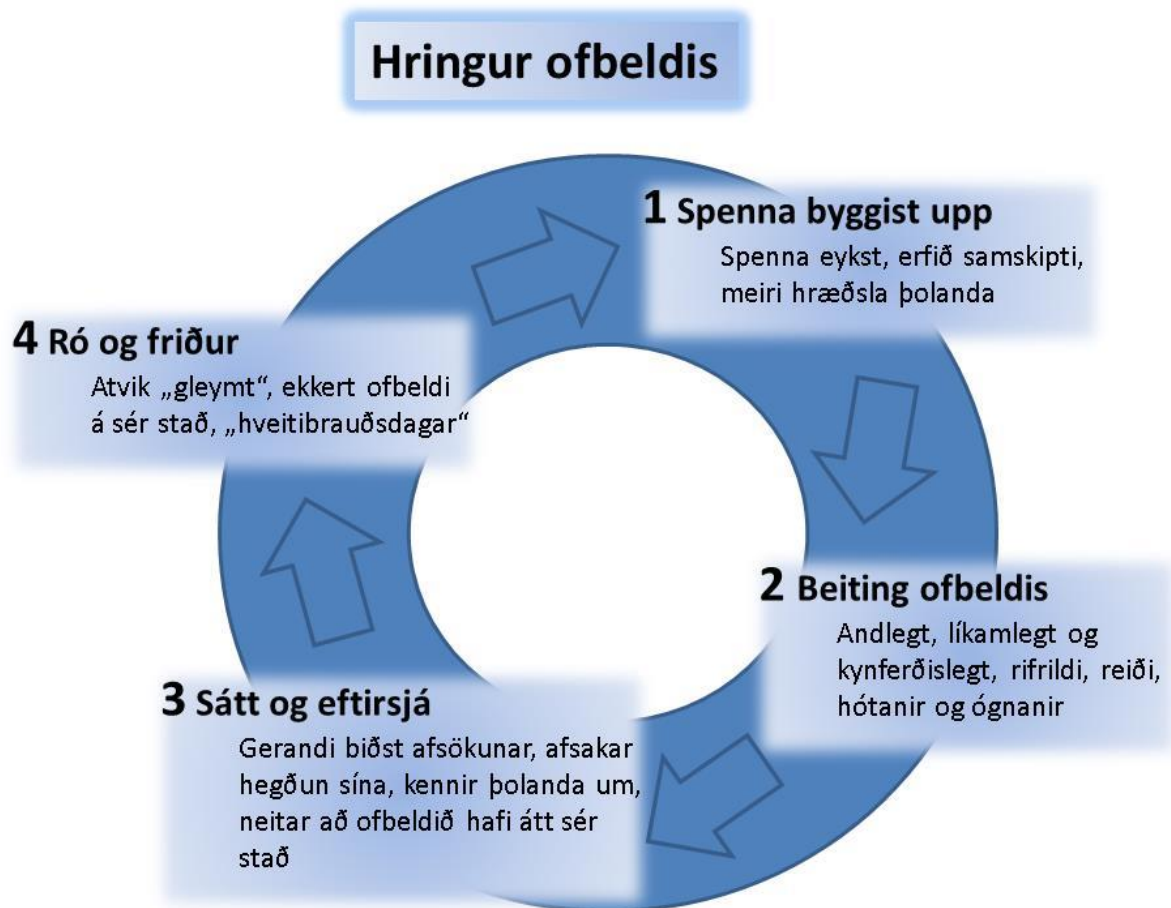 Hringur ofbeldis
1 Spenna byggist upp
Spenna eykst, erfið samskipti,
meiri hræðsla þolanda
2 Beiting ofbeldis
Andlegt, líkamlegt og
kynferðislegt, rifrildi, reiði,
hótanir og ógnanir
3 Sátt og eftirsjá
Gerandi biðst afsökunar, afsakar
hegðun sína, kennir þolanda um,
neitar að ofbeldið hafi átt sér
stað
4 Ró og friður
Atvik „gleymt“, ekkert ofbeldi
á sér stað, „hveitibrauðsdagar“